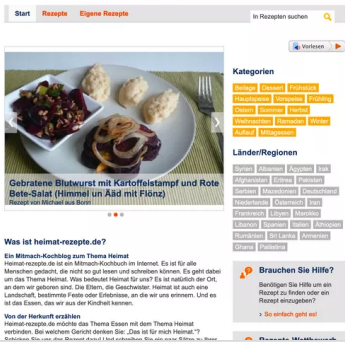 Start Rezepte Eigene Rezepte
In Rezepten suchen
Vorlesen
Gebratene Blutwurst mit Kartoffelstampf und Rote
Bete-Salat (Himmel un Ääd mit Flönz)
Rezept von Michael aus Bonn
Was ist heimat-rezepte.de?
Ein Mitmach-Kochblog zum Thema Heimat
Heimat-rezepte.de ist ein Mitmach-Kochbuch im Internet. Es ist für alle
Menschen gedacht, die nicht so gut lesen und schreiben können. Es geht dabei
um das Thema Heimat. Was bedeutet Heimat für uns? Es ist natürlich der Ort,
an dem wir geboren sind. Die Eltern, die Geschwister. Heimat ist auch eine
Landschaft, bestimmte Feste oder Erlebnisse, an die wir uns erinnern. Und es
ist das Essen, das wir aus der Kindheit kennen.
Von der Herkunft erzählen
Heimat-rezepte.de möchte das Thema Essen mit dem Thema Heimat
verbinden. Bei welchem Gericht denken Sie: „Das ist für mich Heimat."?
Kategorien
Beilage Dessert Frühstück
Hauptspeise Vorspeise Frühling
Ostern Sommer Herbst
Weihnachten Ramadan Winter
Auflauf Mittagessen
Länder/Regionen
Syrien Albanien Ägypten Irak
Afghanistan Eritrea Pakistan
Serbien Mazedonien Deutschland
Niederlande Österreich Iran
Frankreich Libyen Marokko
Libanon Spanien Italien Äthiopien
Rumänien Sri Lanka Armenien
Ghana Palästina
Brauchen Sie Hilfe?
Benötigen Sie Hilfe um ein
Rezept zu finden oder ein
Rezept einzugeben?
So einfach geht es!